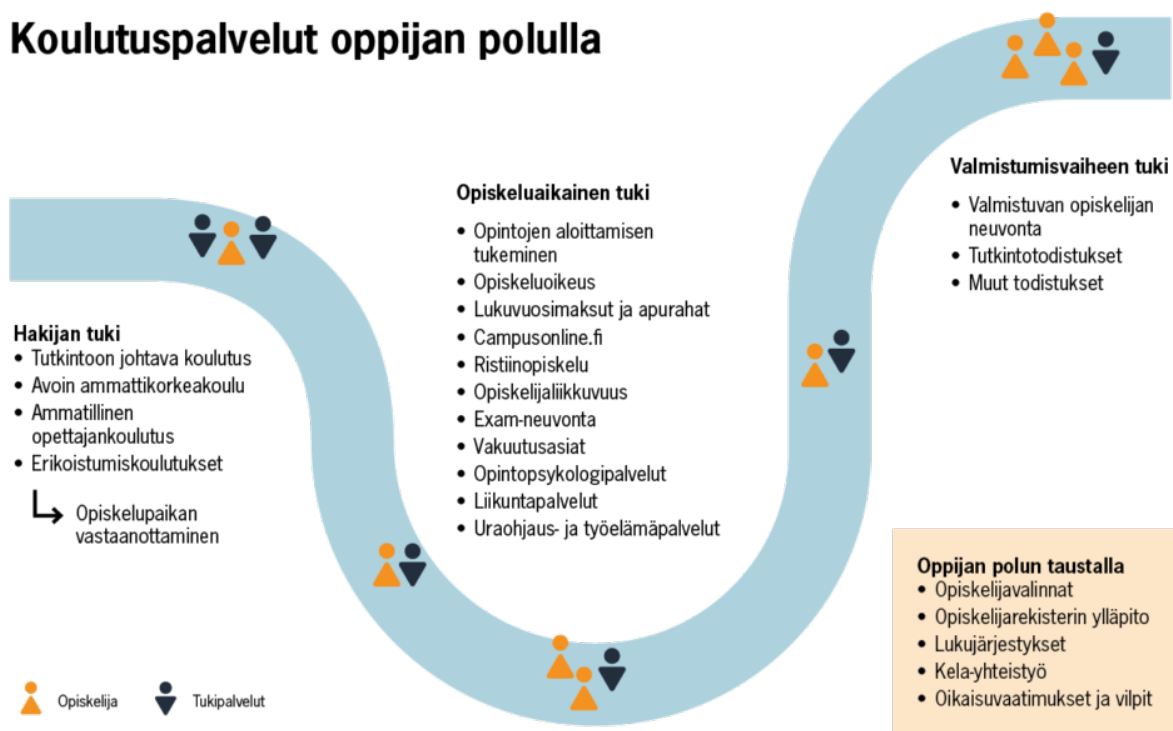 Koulutuspalvelut oppijan polulla
Hakijan tuki
• Tutkintoon johtava koulutus
• Avoin ammattikorkeakoulu
• Ammatillinen
opettajankoulutus
• Erikoistumiskoulutukset
Opiskelupaikan
vastaanottaminen
Opiskeluaikainen tuki
• Opintojen aloittamisen
tukeminen
• Opiskeluoikeus
• Lukuvuosimaksut ja apurahat
• Campusonline.fi
• Ristiinopiskelu
• Opiskelijaliikkuvuus
• Exam-neuvonta
• Vakuutusasiat
• Opintopsykologipalvelut
• Liikuntapalvelut
• Uraohjaus- ja työelämäpalvelut
Valmistumisvaiheen tuki
• Valmistuvan opiskelijan
neuvonta
• Tutkintotodistukset
• Muut todistukset
Oppijan polun taustalla
• Opiskelijavalinnat
• Opiskelijarekisterin ylläpito
• Lukujärjestykset
• Kela-yhteistyö
• Oikaisuvaatimukset ja vilpit
Opiskelija
Tukipalvelut